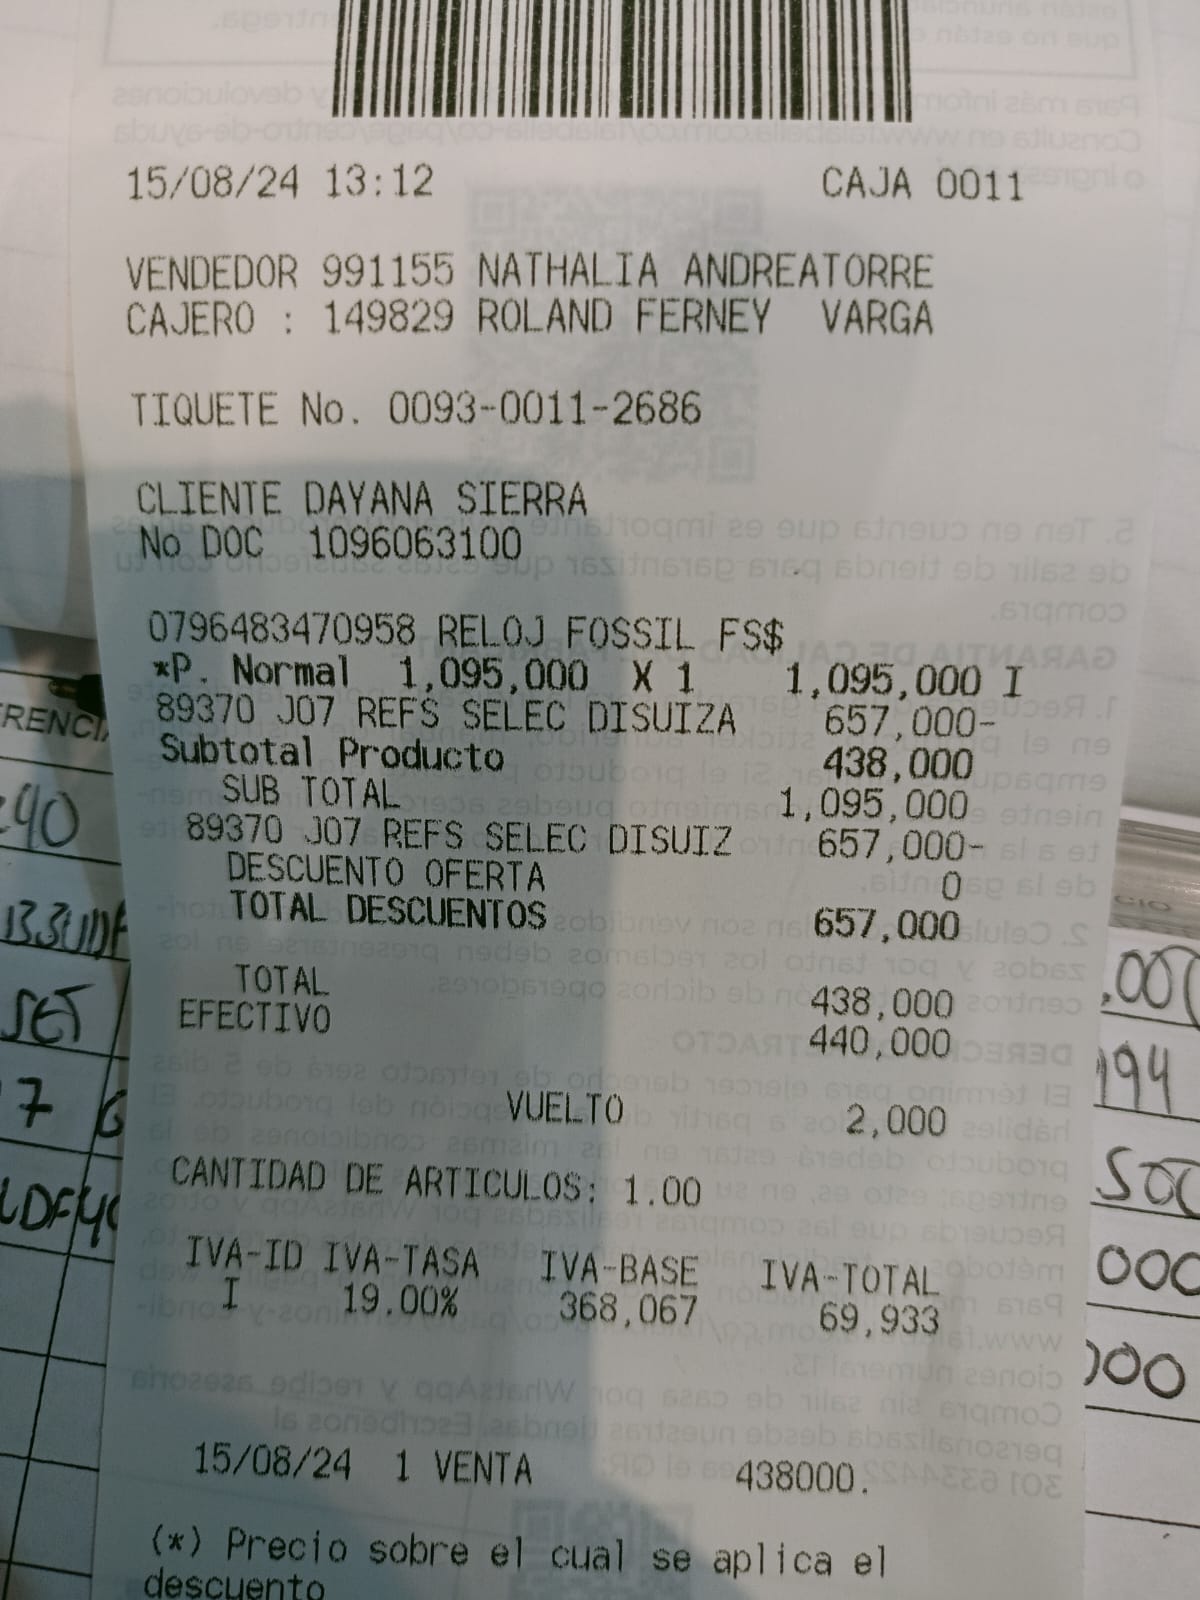 15/08/24 13:12 CAJA 0011
VENDEDOR 991155 NATHALIA ANDREATORRE
CAJERO : 149829 ROLAND FERNEY VARGA
TIQUETE No. 0093-0011-2686
CLIENTE DAYANA SIERRA
No DOC 1096063100
0796483470958 RELOJ FOSSIL FS$
*P. Normal 1,095,000 X 1 1,095,000 I
89370 J07 REFS SELEC DISUIZA 657,000-
Subtotal Producto 438,000
SUB TOTAL 1,095,000
89370 J07 REFS SELEC DISUIZ 657,000-
DESCUENTO OFERTA 0
TOTAL DESCUENTOS 657,000
TOTAL 438,000
EFECTIVO 440,000
VUELTO 2,000
CANTIDAD DE ARTICULOS: 1.00
IVA-ID IVA-TASA IVA-BASE IVA-TOTAL
I 19.00% 368,067 69,933
15/08/24 1 VENTA 438000.
(*) Precio sobre el cual se aplica el
descuento